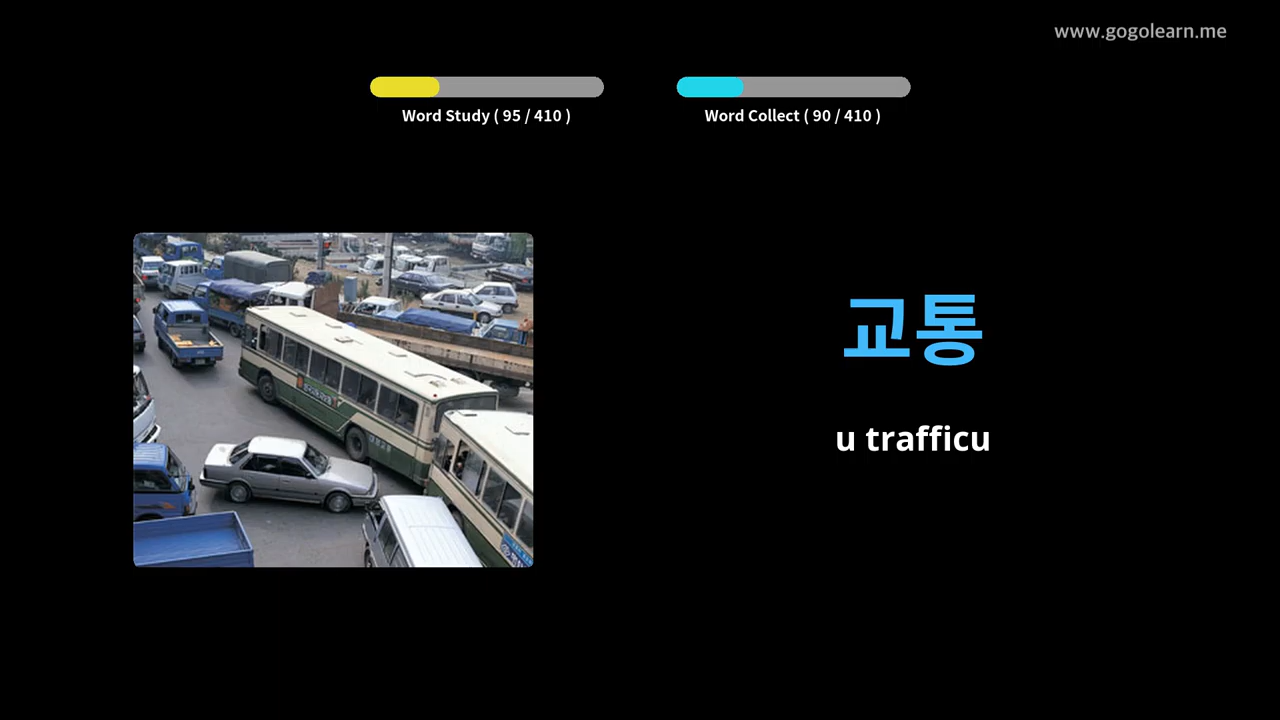 www.gogolearn.me
Word Study ( 95 / 410 )
Word Collect ( 90 / 410 )
교통
u trafficu